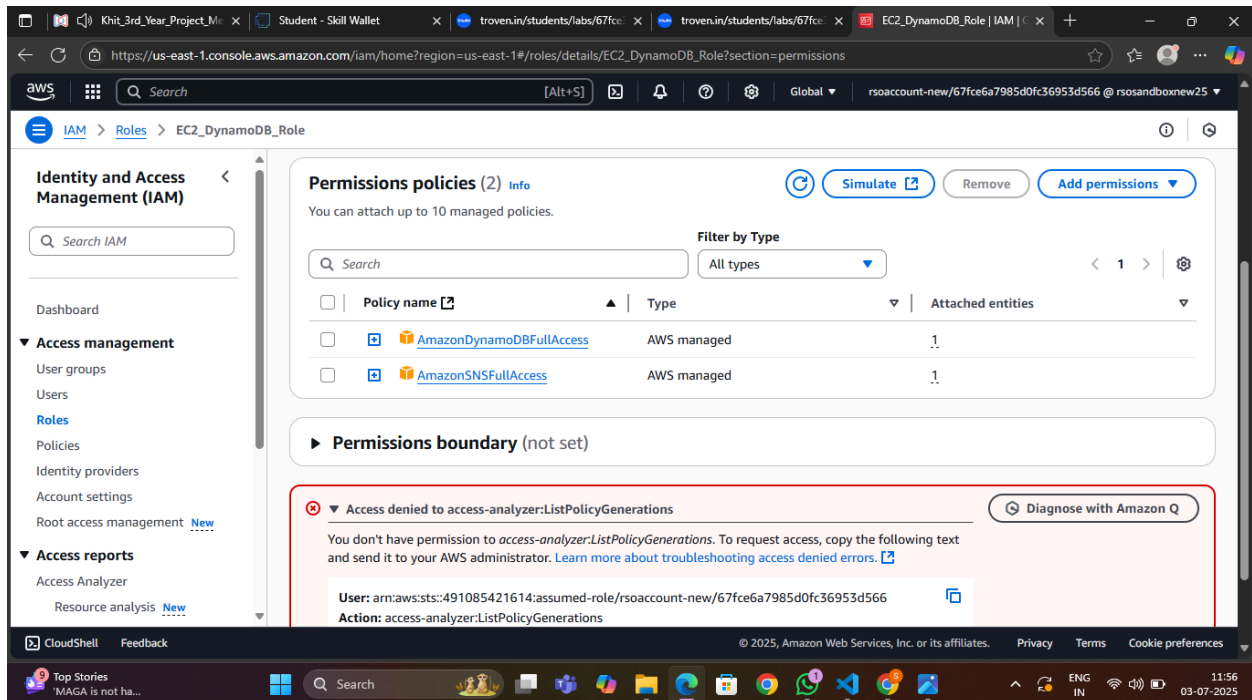 Khit_3rd_Year_Project_Me
Student - Skill Wallet
troven.in/students/labs/67fce
troven.in/students/labs/67fce
EC2_DynamoDB_Role | IAM |
https://us-east-1.console.aws.amazon.com/iam/home?region=us-east-1#/roles/details/EC2_DynamoDB_Role?section=permissions
aws
Search
[Alt+S]
Global
rsoaccount-new/67fce6a7985d0fc36953d566 @ rsosandboxnew25
IAM > Roles > EC2_DynamoDB_Role
Identity and Access
Management (IAM)
Search IAM
Dashboard
Access management
User groups
Users
Roles
Policies
Identity providers
Account settings
Root access management New
Access reports
Access Analyzer
Resource analysis New
Permissions policies (2) Info
Simulate
Remove
Add permissions
You can attach up to 10 managed policies.
Filter by Type
Search
All types
1
Policy name
Type
Attached entities
AmazonDynamoDBFullAccess
AWS managed
1
AmazonSNSFullAccess
AWS managed
1
Permissions boundary (not set)
Access denied to access-analyzer:ListPolicyGenerations
Diagnose with Amazon Q
You don't have permission to access-analyzer:ListPolicyGenerations. To request access, copy the following text
and send it to your AWS administrator. Learn more about troubleshooting access denied errors.
User: arn:aws:sts::491085421614:assumed-role/rsoaccount-new/67fce6a7985d0fc36953d566
Action: access-analyzer:ListPolicyGenerations
CloudShell
Feedback
© 2025, Amazon Web Services, Inc. or its affiliates.
Privacy
Terms
Cookie preferences
9
Top Stories
'MAGA is not ha...
Search
1
S
ENG
IN
11:56
03-07-2025